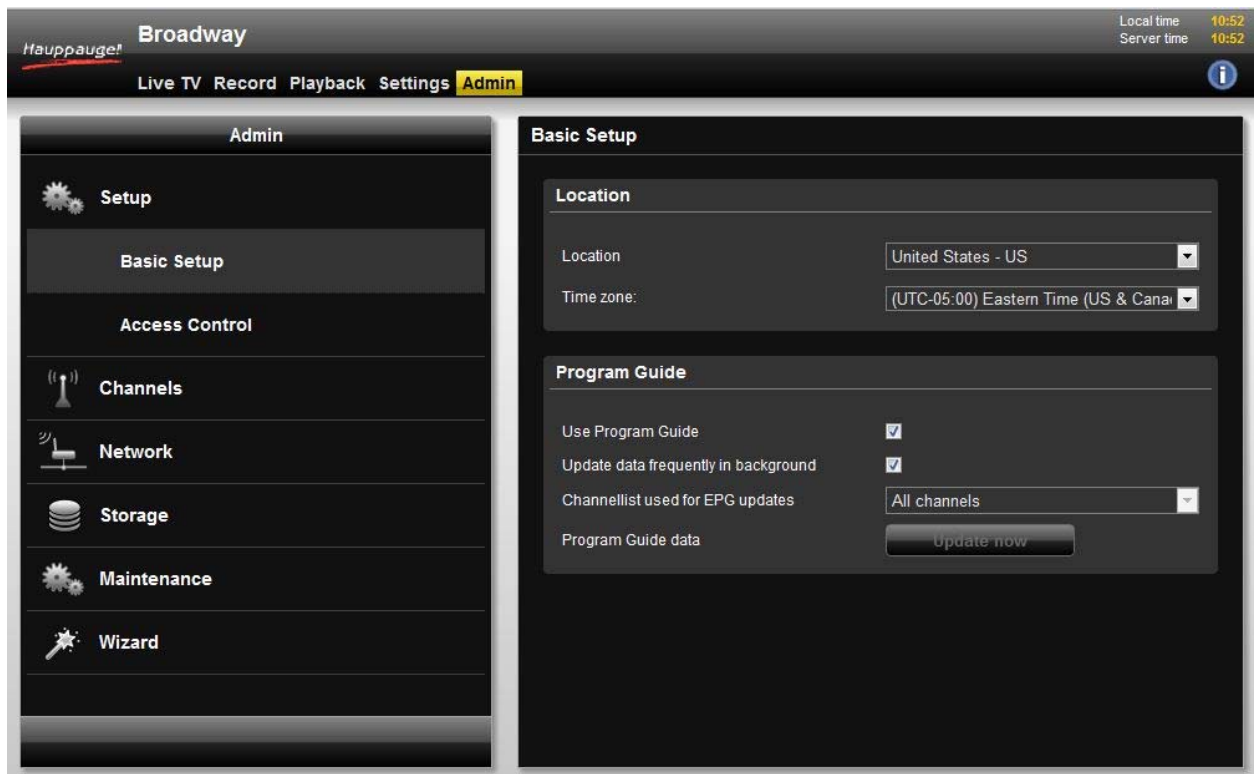 Hauppauge!
Broadway
Local time 10:52
Server time 10:52
Live TV Record Playback Settings Admin
i
Admin
Setup
Basic Setup
Access Control
Channels
Network
Storage
Maintenance
Wizard
Basic Setup
Location
Location United States - US
Time zone: (UTC-05:00) Eastern Time (US & Cana
Program Guide
Use Program Guide
Update data frequently in background
Channellist used for EPG updates All channels
Program Guide data Update now